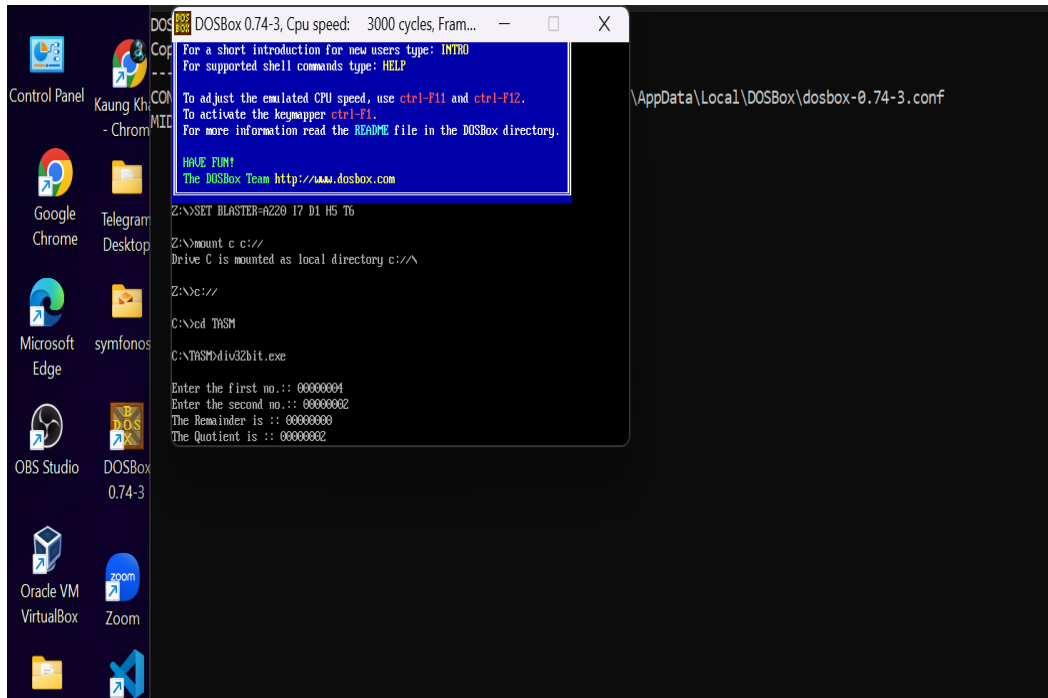 Control Panel
Kaung Kh
- Chrom
Google
Chrome
Telegram
Desktop
Microsoft
Edge
symfonos
OBS Studio
DOSBox
0.74-3
Oracle VM
VirtualBox
zoom
Zoom
DOS
Cop
---
CON
\AppData\Local\DOSBox\dosbox-0.74-3.conf
MID
DOSBox 0.74-3, Cpu speed: 3000 cycles, Fram...
For a short introduction for new users type: INTRO
For supported shell commands type: HELP
To adjust the emulated CPU speed, use ctrl-F11 and ctrl-F12.
To activate the keymapper ctrl-F1.
For more information read the README file in the DOSBox directory.
HAVE FUN!
The DOSBox Team http://www.dosbox.com
Z:\>SET BLASTER=A220 I7 D1 H5 T6
Z:\>mount c c://
Drive C is mounted as local directory c://\
Z:\>c://
C:\>cd TASM
C:\TASM>div32bit.exe
Enter the first no.:: 00000004
Enter the second no.:: 00000002
The Remainder is :: 00000000
The Quotient is :: 00000002